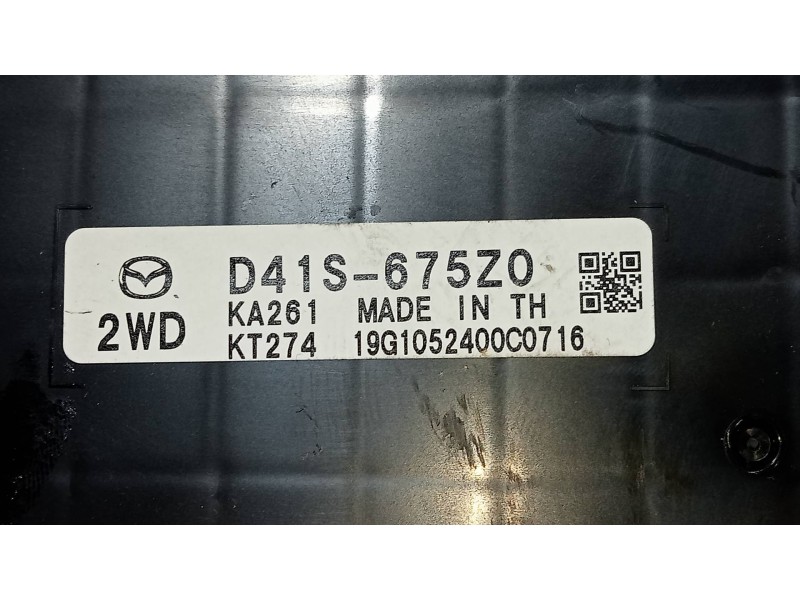 D41S-675Z0
2WD
KA261 MADE IN TH
KT274 19G1052400C0716